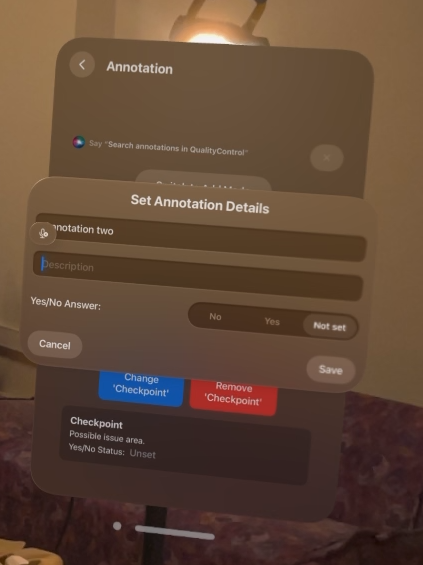 Annotation
Say "Search annotations in QualityControl"
Set Annotation Details
nnotation two
Description
Yes/No Answer:
No
Yes
Not set
Cancel
Save
Change
'Checkpoint'
Remove
'Checkpoint'
Checkpoint
Possible issue area.
Yes/No Status: Unset